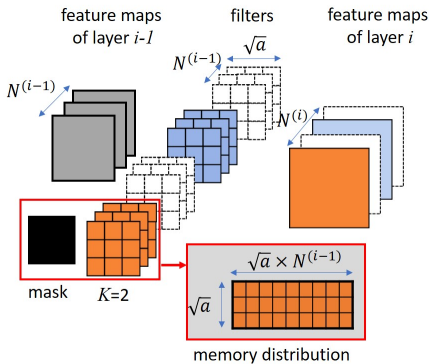 feature maps
of layer i-1
filters
feature maps
of layer i
√a
N^(i−1)
N^(i−1)
N^(i)
mask
K=2
√a × N^(i−1)
√a
memory distribution